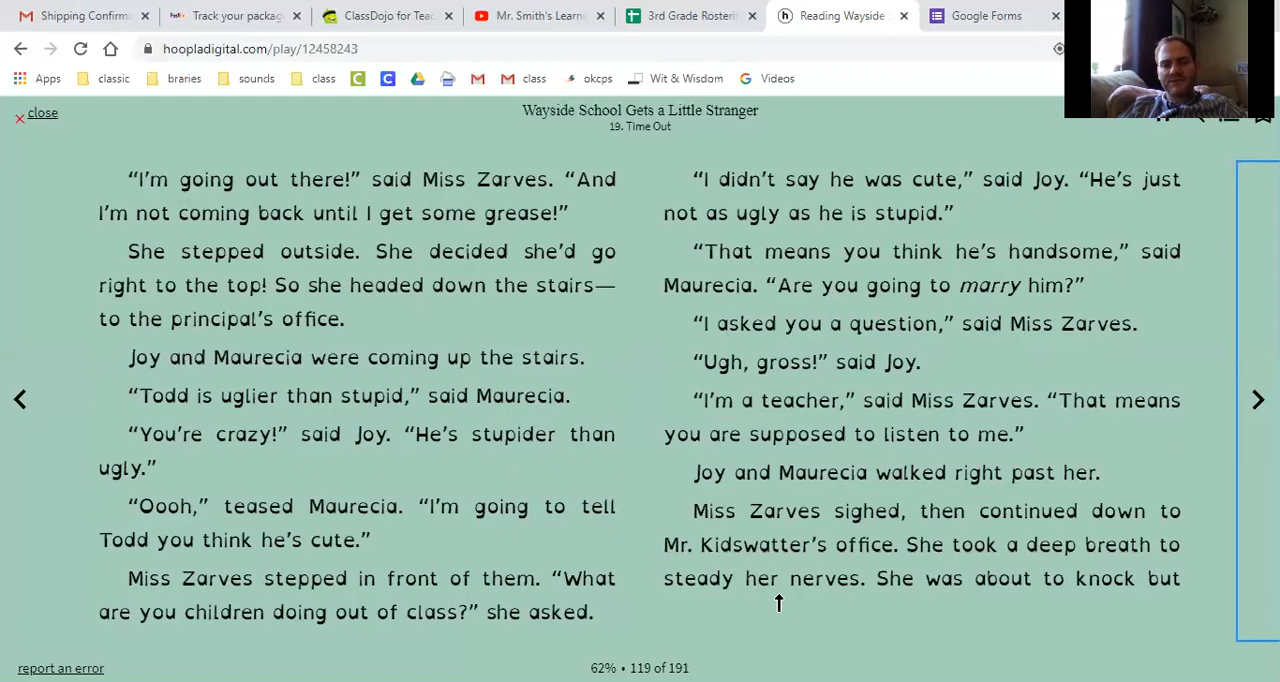 Shipping Confirma
Track your packag
ClassDojo for Teac
Mr. Smith's Learni
3rd Grade Rosterin
Reading Wayside
Google Forms
hoopladigital.com/play/12458243
Apps
classic
braries
sounds
class
class
okcps
Wit & Wisdom
Videos
close
Wayside School Gets a Little Stranger
19. Time Out
“I’m going out there!” said Miss Zarves. “And
I’m not coming back until I get some grease!”
She stepped outside. She decided she’d go
right to the top! So she headed down the stairs—
to the principal’s office.
Joy and Maurecia were coming up the stairs.
“Todd is uglier than stupid,” said Maurecia.
“You’re crazy!” said Joy. “He’s stupider than
ugly.”
“Oooh,” teased Maurecia. “I’m going to tell
Todd you think he’s cute.”
Miss Zarves stepped in front of them. “What
are you children doing out of class?” she asked.
“I didn’t say he was cute,” said Joy. “He’s just
not as ugly as he is stupid.”
“That means you think he’s handsome,” said
Maurecia. “Are you going to marry him?”
“I asked you a question,” said Miss Zarves.
“Ugh, gross!” said Joy.
“I’m a teacher,” said Miss Zarves. “That means
you are supposed to listen to me.”
Joy and Maurecia walked right past her.
Miss Zarves sighed, then continued down to
Mr. Kidswatter’s office. She took a deep breath to
steady her nerves. She was about to knock but
report an error
62% • 119 of 191